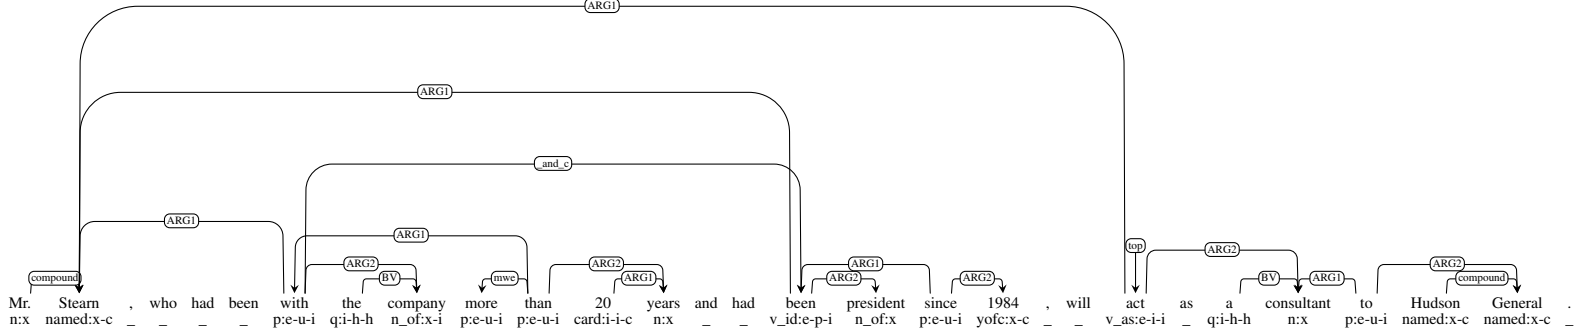 ARG1
ARG1
_and_c
ARG1 ARG1
top
compound ARG2 BV mwe ARG2 ARG1 ARG1 ARG2 ARG2 ARG2 BV ARG1 ARG2 compound
Mr. Stearn , who had been with the company more than 20 years and had been president since 1984 , will act as a consultant to Hudson General .
n:x named:x-c _ _ _ _ p:e-u-i q:i-h-h n_of:x-i p:e-u-i p:e-u-i card:i-i-c n:x _ _ v_id:e-p-i n_of:x p:e-u-i yofc:x-c _ _ v_as:e-i-i _ q:i-h-h n:x p:e-u-i named:x-c named:x-c _